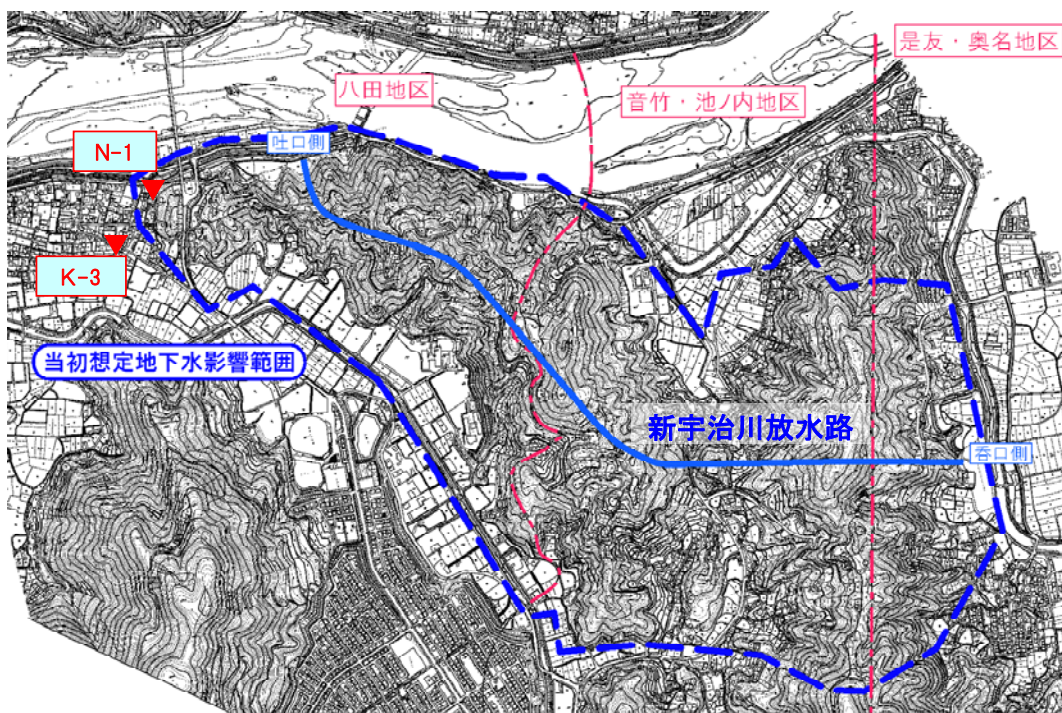 是友・奥名地区
八田地区
音竹・池ノ内地区
吐口側
N-1
K-3
当初想定地下水影響範囲
新宇治川放水路
呑口側